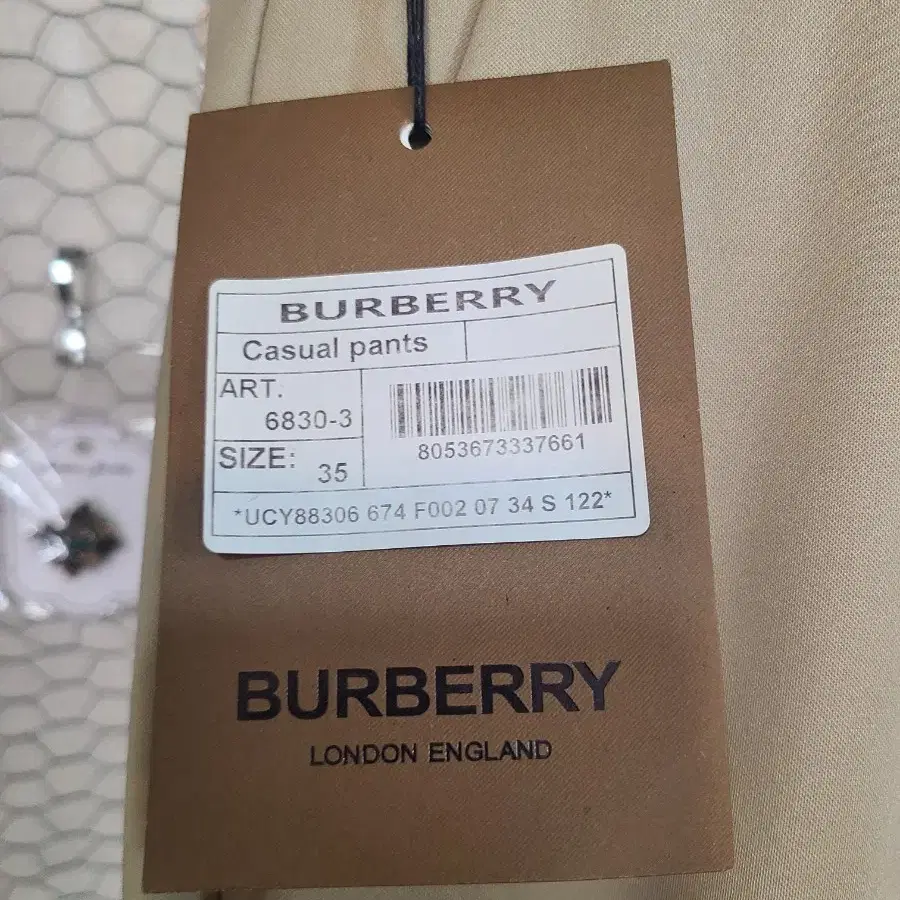 BURBERRY
Casual pants
ART.
6830-3
SIZE:
35
8053673337661
*UCY88306 674 F002 07 34 S 122*
BURBERRY
LONDON ENGLAND